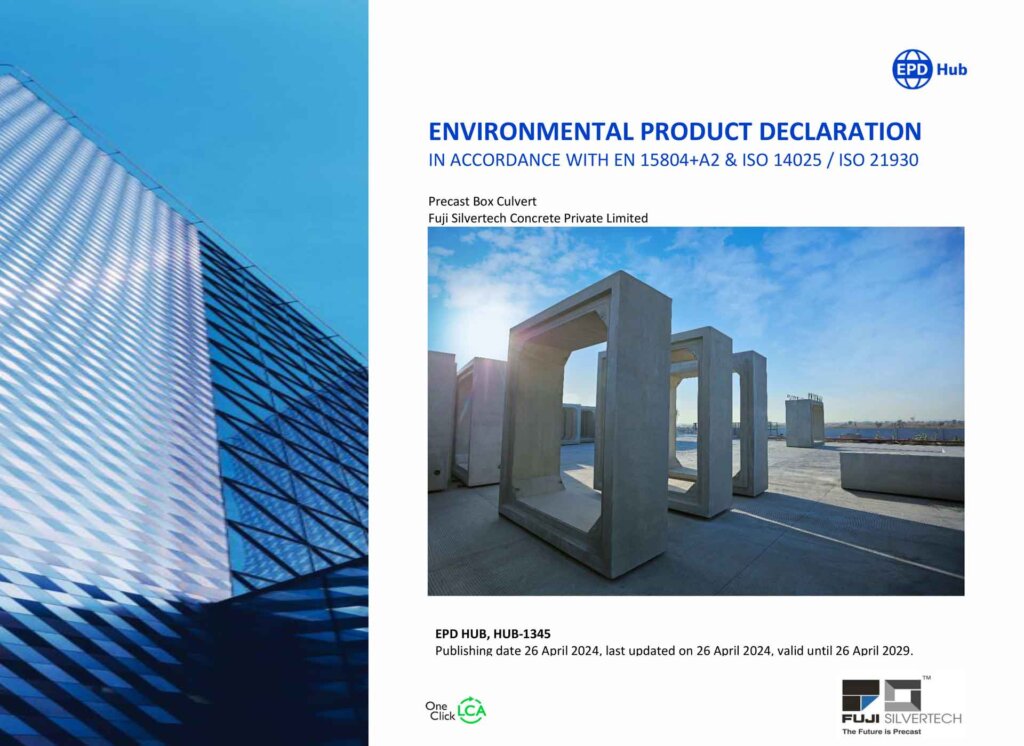 EPD Hub
ENVIRONMENTAL PRODUCT DECLARATION
IN ACCORDANCE WITH EN 15804+A2 & ISO 14025 / ISO 21930
Precast Box Culvert
Fuji Silvertech Concrete Private Limited
EPD HUB, HUB-1345
Publishing date 26 April 2024, last updated on 26 April 2024, valid until 26 April 2029.
One
Click LCA
TM
FUJI SILVERTECH
The Future is Precast